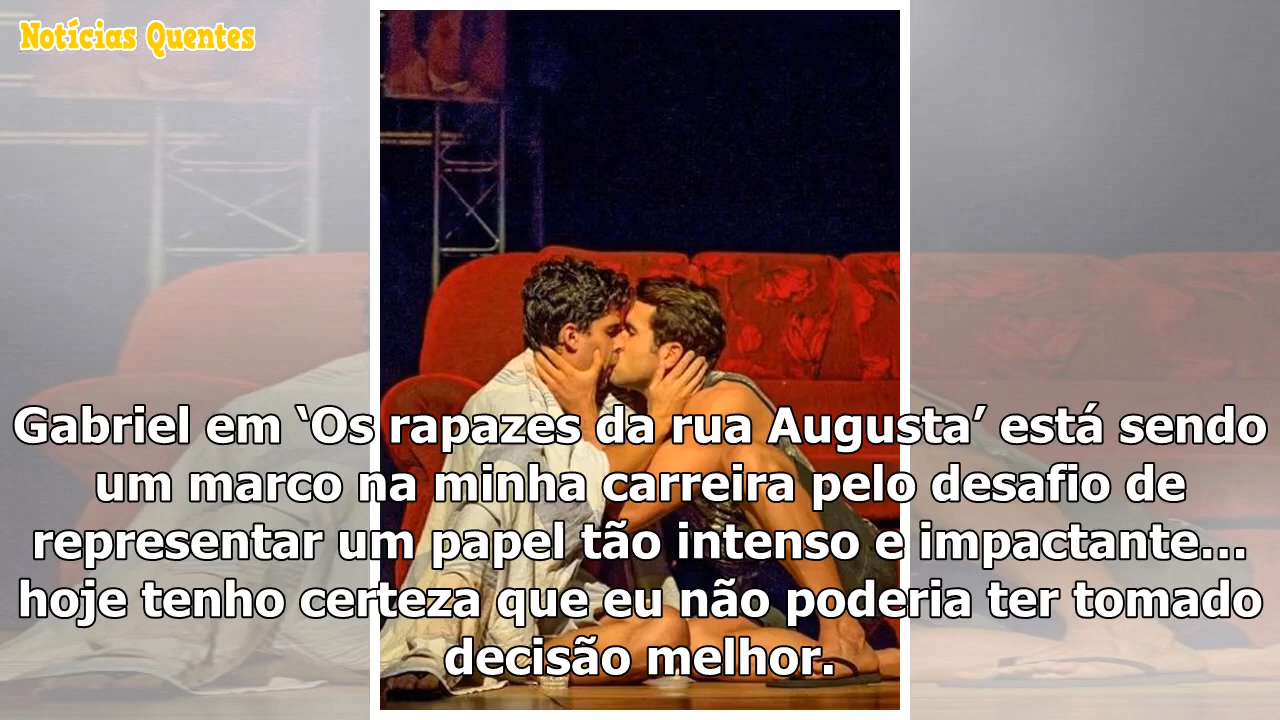 Notícias Quentes
Gabriel em ‘Os rapazes da rua Augusta’ está sendo
um marco na minha carreira pelo desafio de
representar um papel tão intenso e impactante...
hoje tenho certeza que eu não poderia ter tomado
decisão melhor.